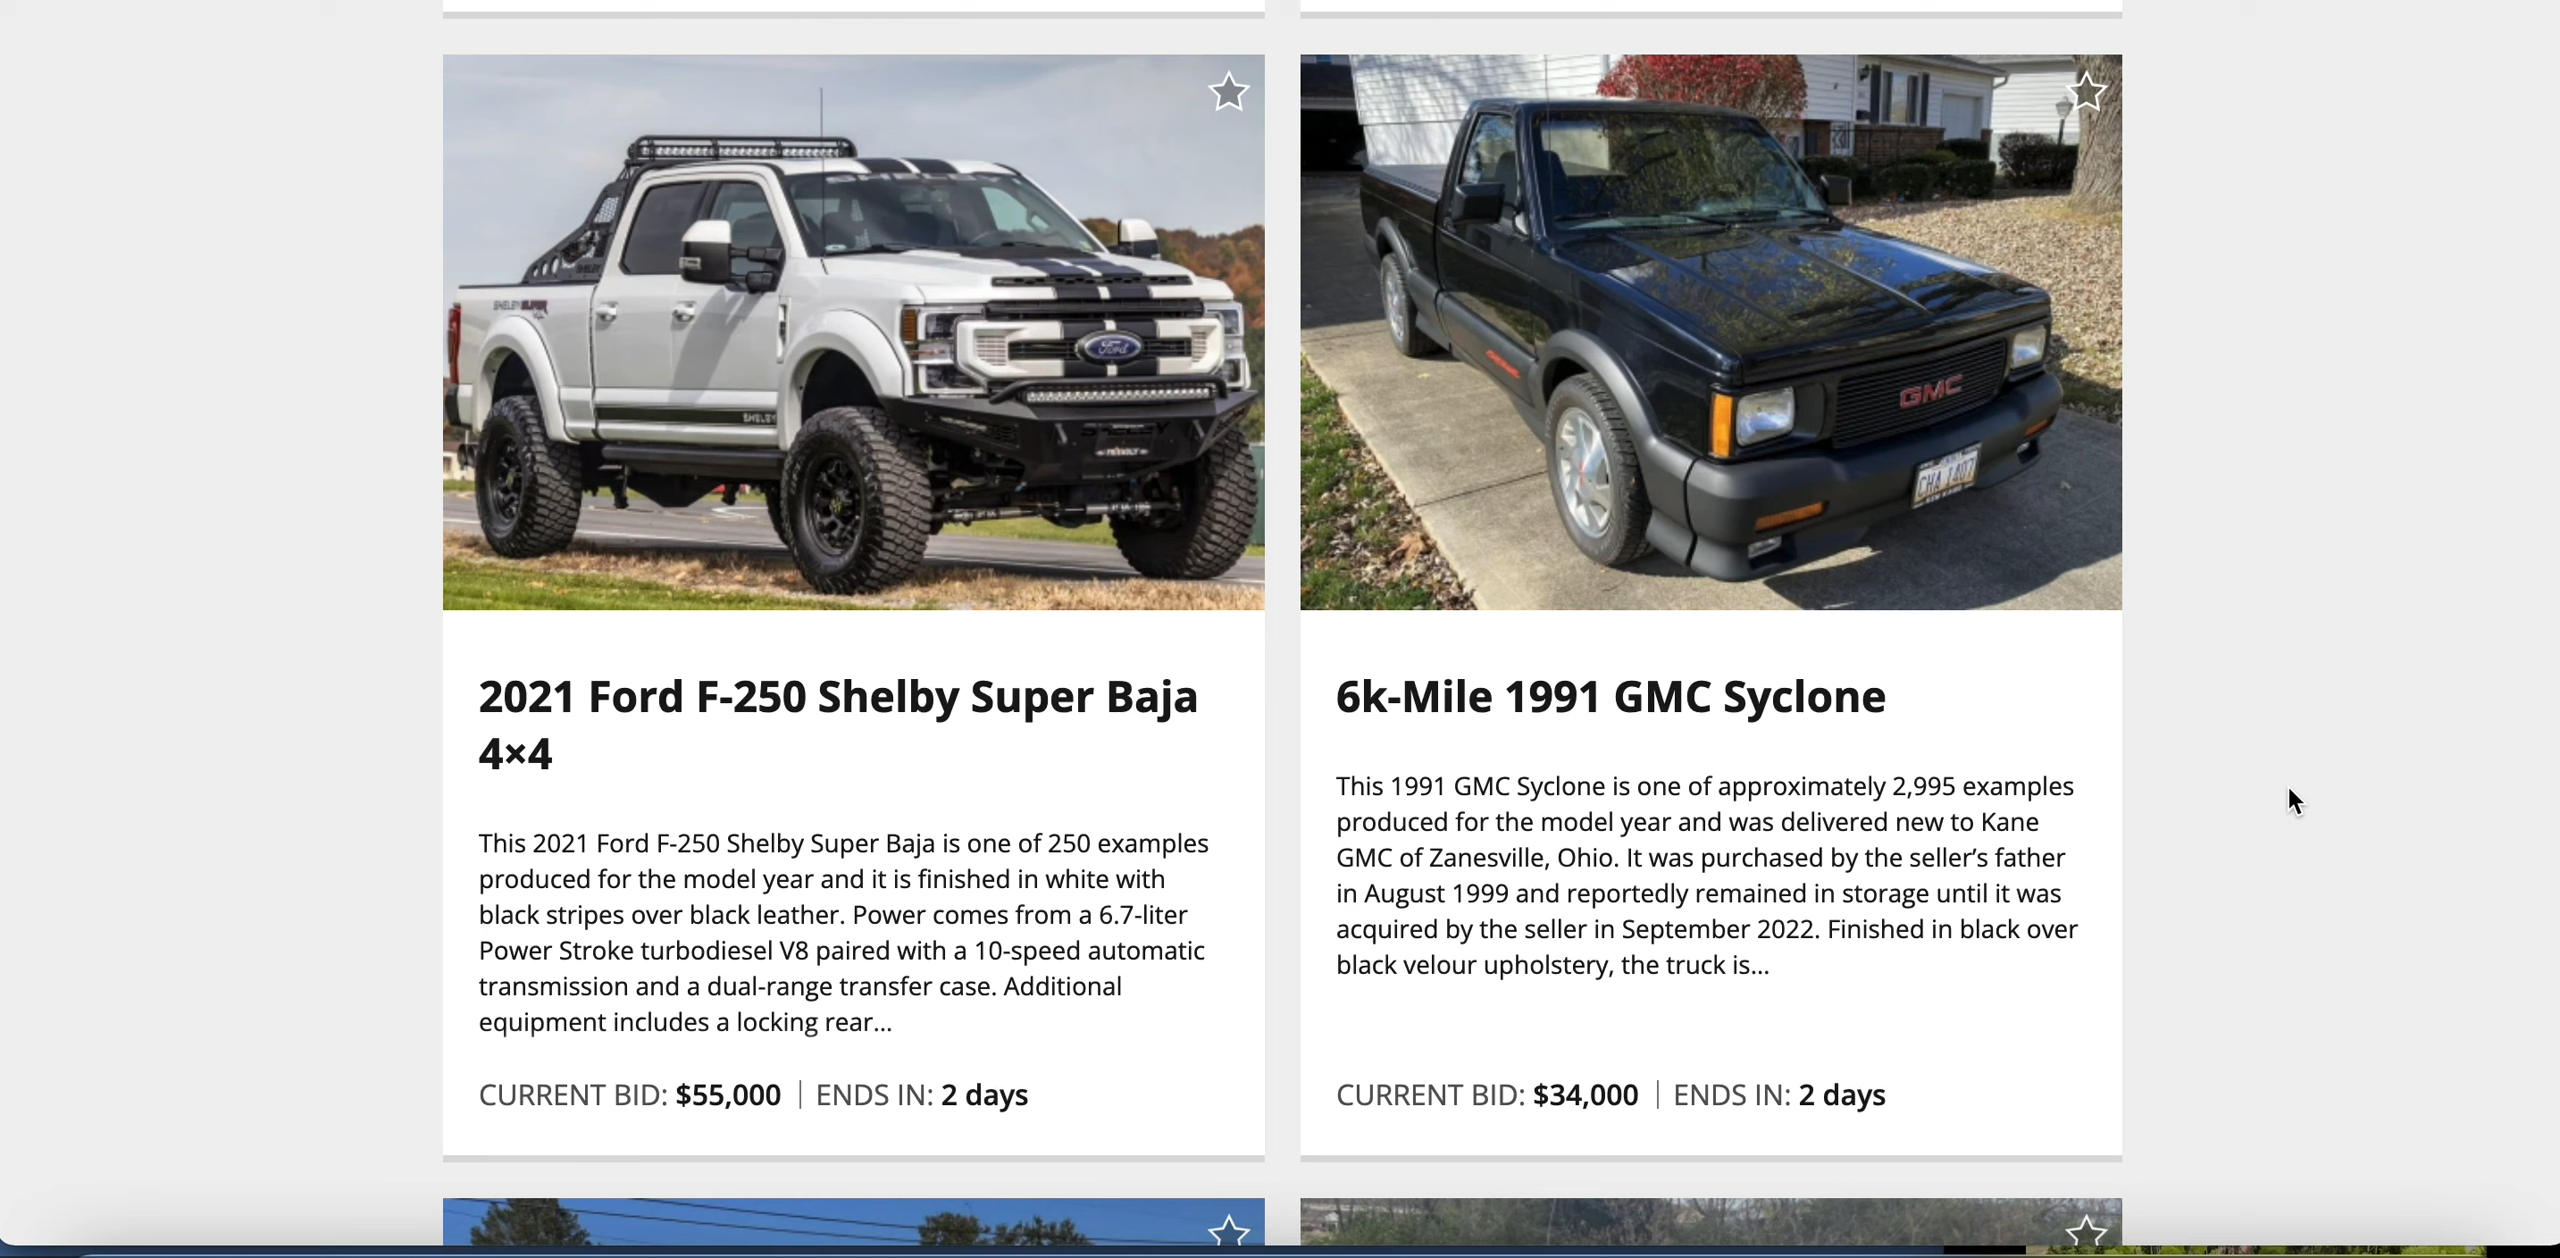 SHELBY
SHELBY
Ford
SHELBY
GMC
CHA 1407
2021 Ford F-250 Shelby Super Baja
4×4
This 2021 Ford F-250 Shelby Super Baja is one of 250 examples
produced for the model year and it is finished in white with
black stripes over black leather. Power comes from a 6.7-liter
Power Stroke turbodiesel V8 paired with a 10-speed automatic
transmission and a dual-range transfer case. Additional
equipment includes a locking rear...
CURRENT BID: $55,000 | ENDS IN: 2 days
6k-Mile 1991 GMC Syclone
This 1991 GMC Syclone is one of approximately 2,995 examples
produced for the model year and was delivered new to Kane
GMC of Zanesville, Ohio. It was purchased by the seller’s father
in August 1999 and reportedly remained in storage until it was
acquired by the seller in September 2022. Finished in black over
black velour upholstery, the truck is...
CURRENT BID: $34,000 | ENDS IN: 2 days